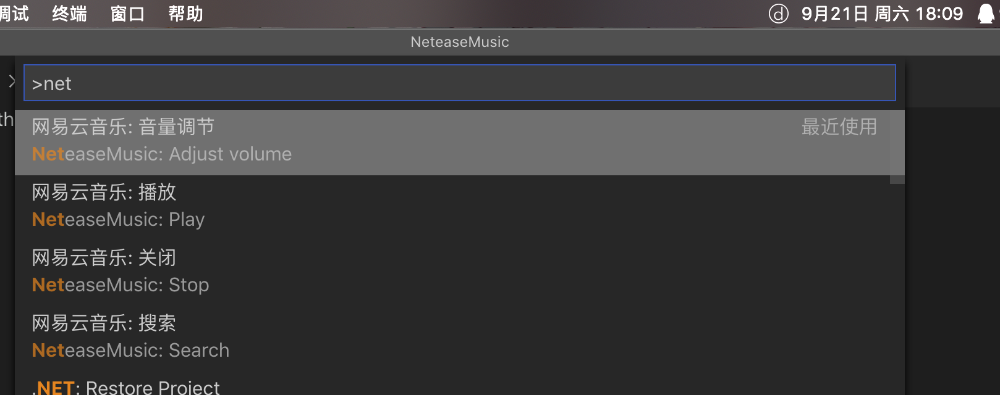 调试 终端 窗口 帮助 d 9月21日 周六 18:09
NeteaseMusic
>net
th
网易云音乐: 音量调节 最近使用
NeteaseMusic: Adjust volume
网易云音乐: 播放
NeteaseMusic: Play
网易云音乐: 关闭
NeteaseMusic: Stop
网易云音乐: 搜索
NeteaseMusic: Search
.NET: Restore Project